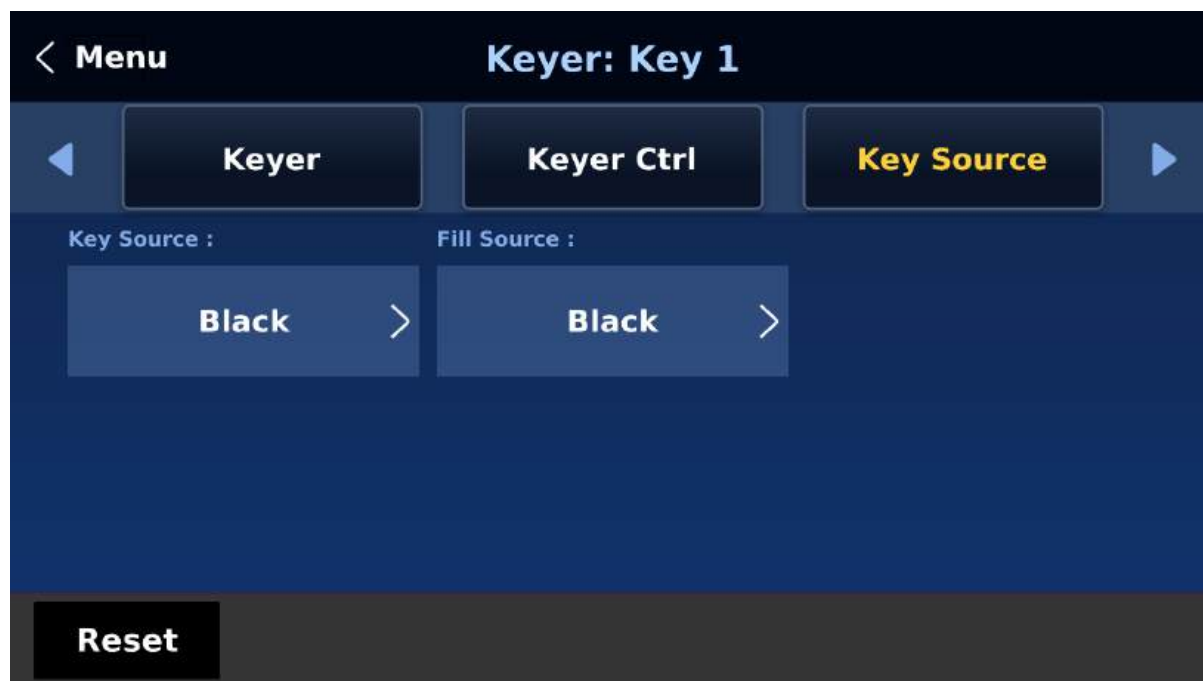 Menu
Keyer: Key 1
Keyer Keyer Ctrl Key Source
Key Source : Fill Source :
Black Black
Reset